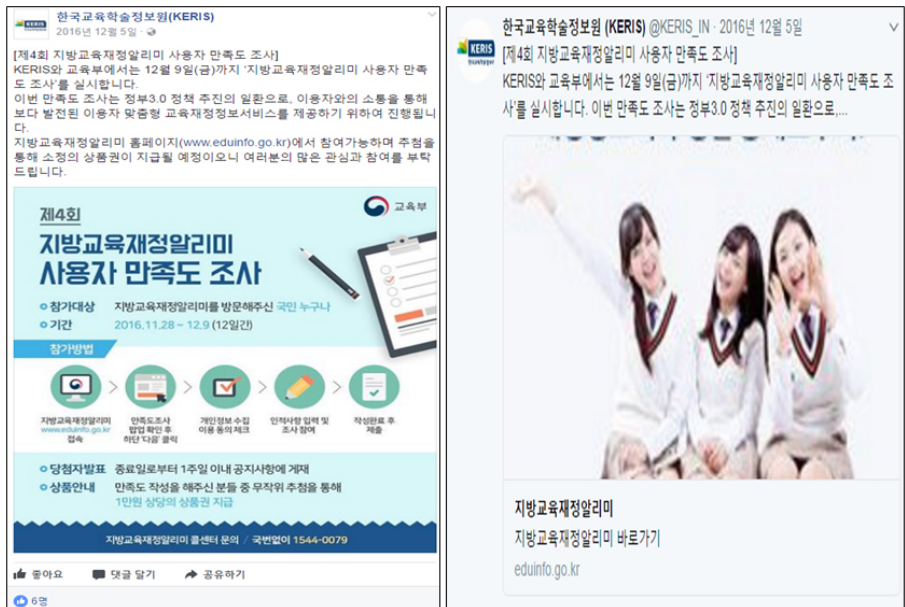 KERIS
한국교육학술정보원(KERIS)
2016년 12월 5일 ·
[제4회 지방교육재정알리미 사용자 만족도 조사]
KERIS와 교육부에서는 12월 9일(금)까지 '지방교육재정알리미 사용자 만족
도 조사'를 실시합니다.
이번 만족도 조사는 정부3.0 정책 추진의 일환으로, 이용자와의 소통을 통해
보다 발전된 이용자 맞춤형 교육재정정보서비스를 제공하기 위하여 진행됩니
다.
지방교육재정알리미 홈페이지(www.eduinfo.go.kr)에서 참여가능하며 추첨을
통해 소정의 상품권이 지급될 예정이오니 여러분의 많은 관심과 참여를 부탁
드립니다.
교육부
제4회
지방교육재정알리미
사용자 만족도 조사
참가대상 지방교육재정알리미를 방문해주신 국민 누구나
기간 2016.11.28 ~ 12.9 (12일간)
참가방법
지방교육재정알리미
www.eduinfo.go.kr
접속
만족도조사
팝업 확인 후
하단 '다음' 클릭
개인정보 수집
이용 동의 체크
인적사항 입력 및
조사 참여
작성완료 후
제출
당첨자발표 종료일로부터 1주일 이내 공지사항에 게재
상품안내 만족도 작성을 해주신 분들 중 무작위 추첨을 통해
1만원 상당의 상품권 지급
지방교육재정알리미 콜센터 문의 / 국번없이 1544-0079
좋아요 댓글 달기 공유하기
6명
KERIS
한국교육학술정보원 (KERIS) @KERIS_IN · 2016년 12월 5일
[제4회 지방교육재정알리미 사용자 만족도 조사]
KERIS와 교육부에서는 12월 9일(금)까지 '지방교육재정알리미 사용자 만족도 조
사'를 실시합니다. 이번 만족도 조사는 정부3.0 정책 추진의 일환으로,...
지방교육재정알리미
지방교육재정알리미 바로가기
eduinfo.go.kr